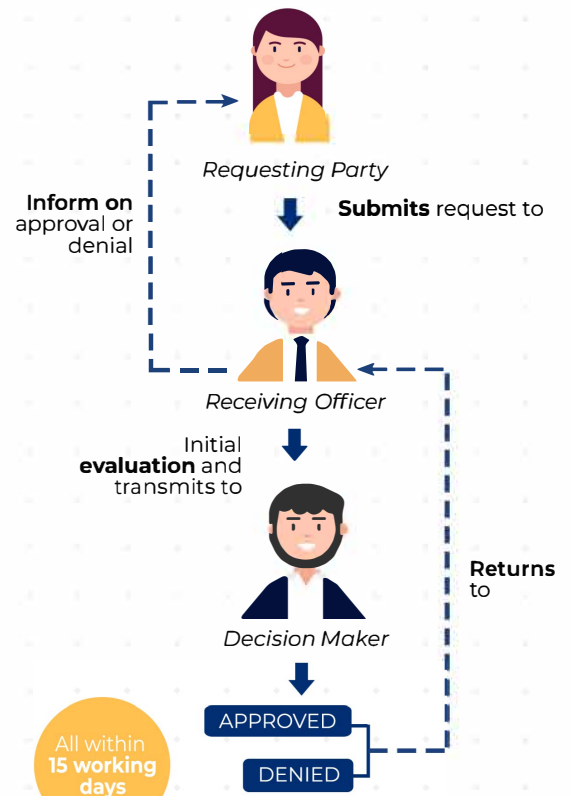 Requesting Party
Inform on
approval or
denial
Submits request to
Receiving Officer
Initial
evaluation and
transmits to
Returns
to
Decision Maker
APPROVED
DENIED
All within
15 working
days